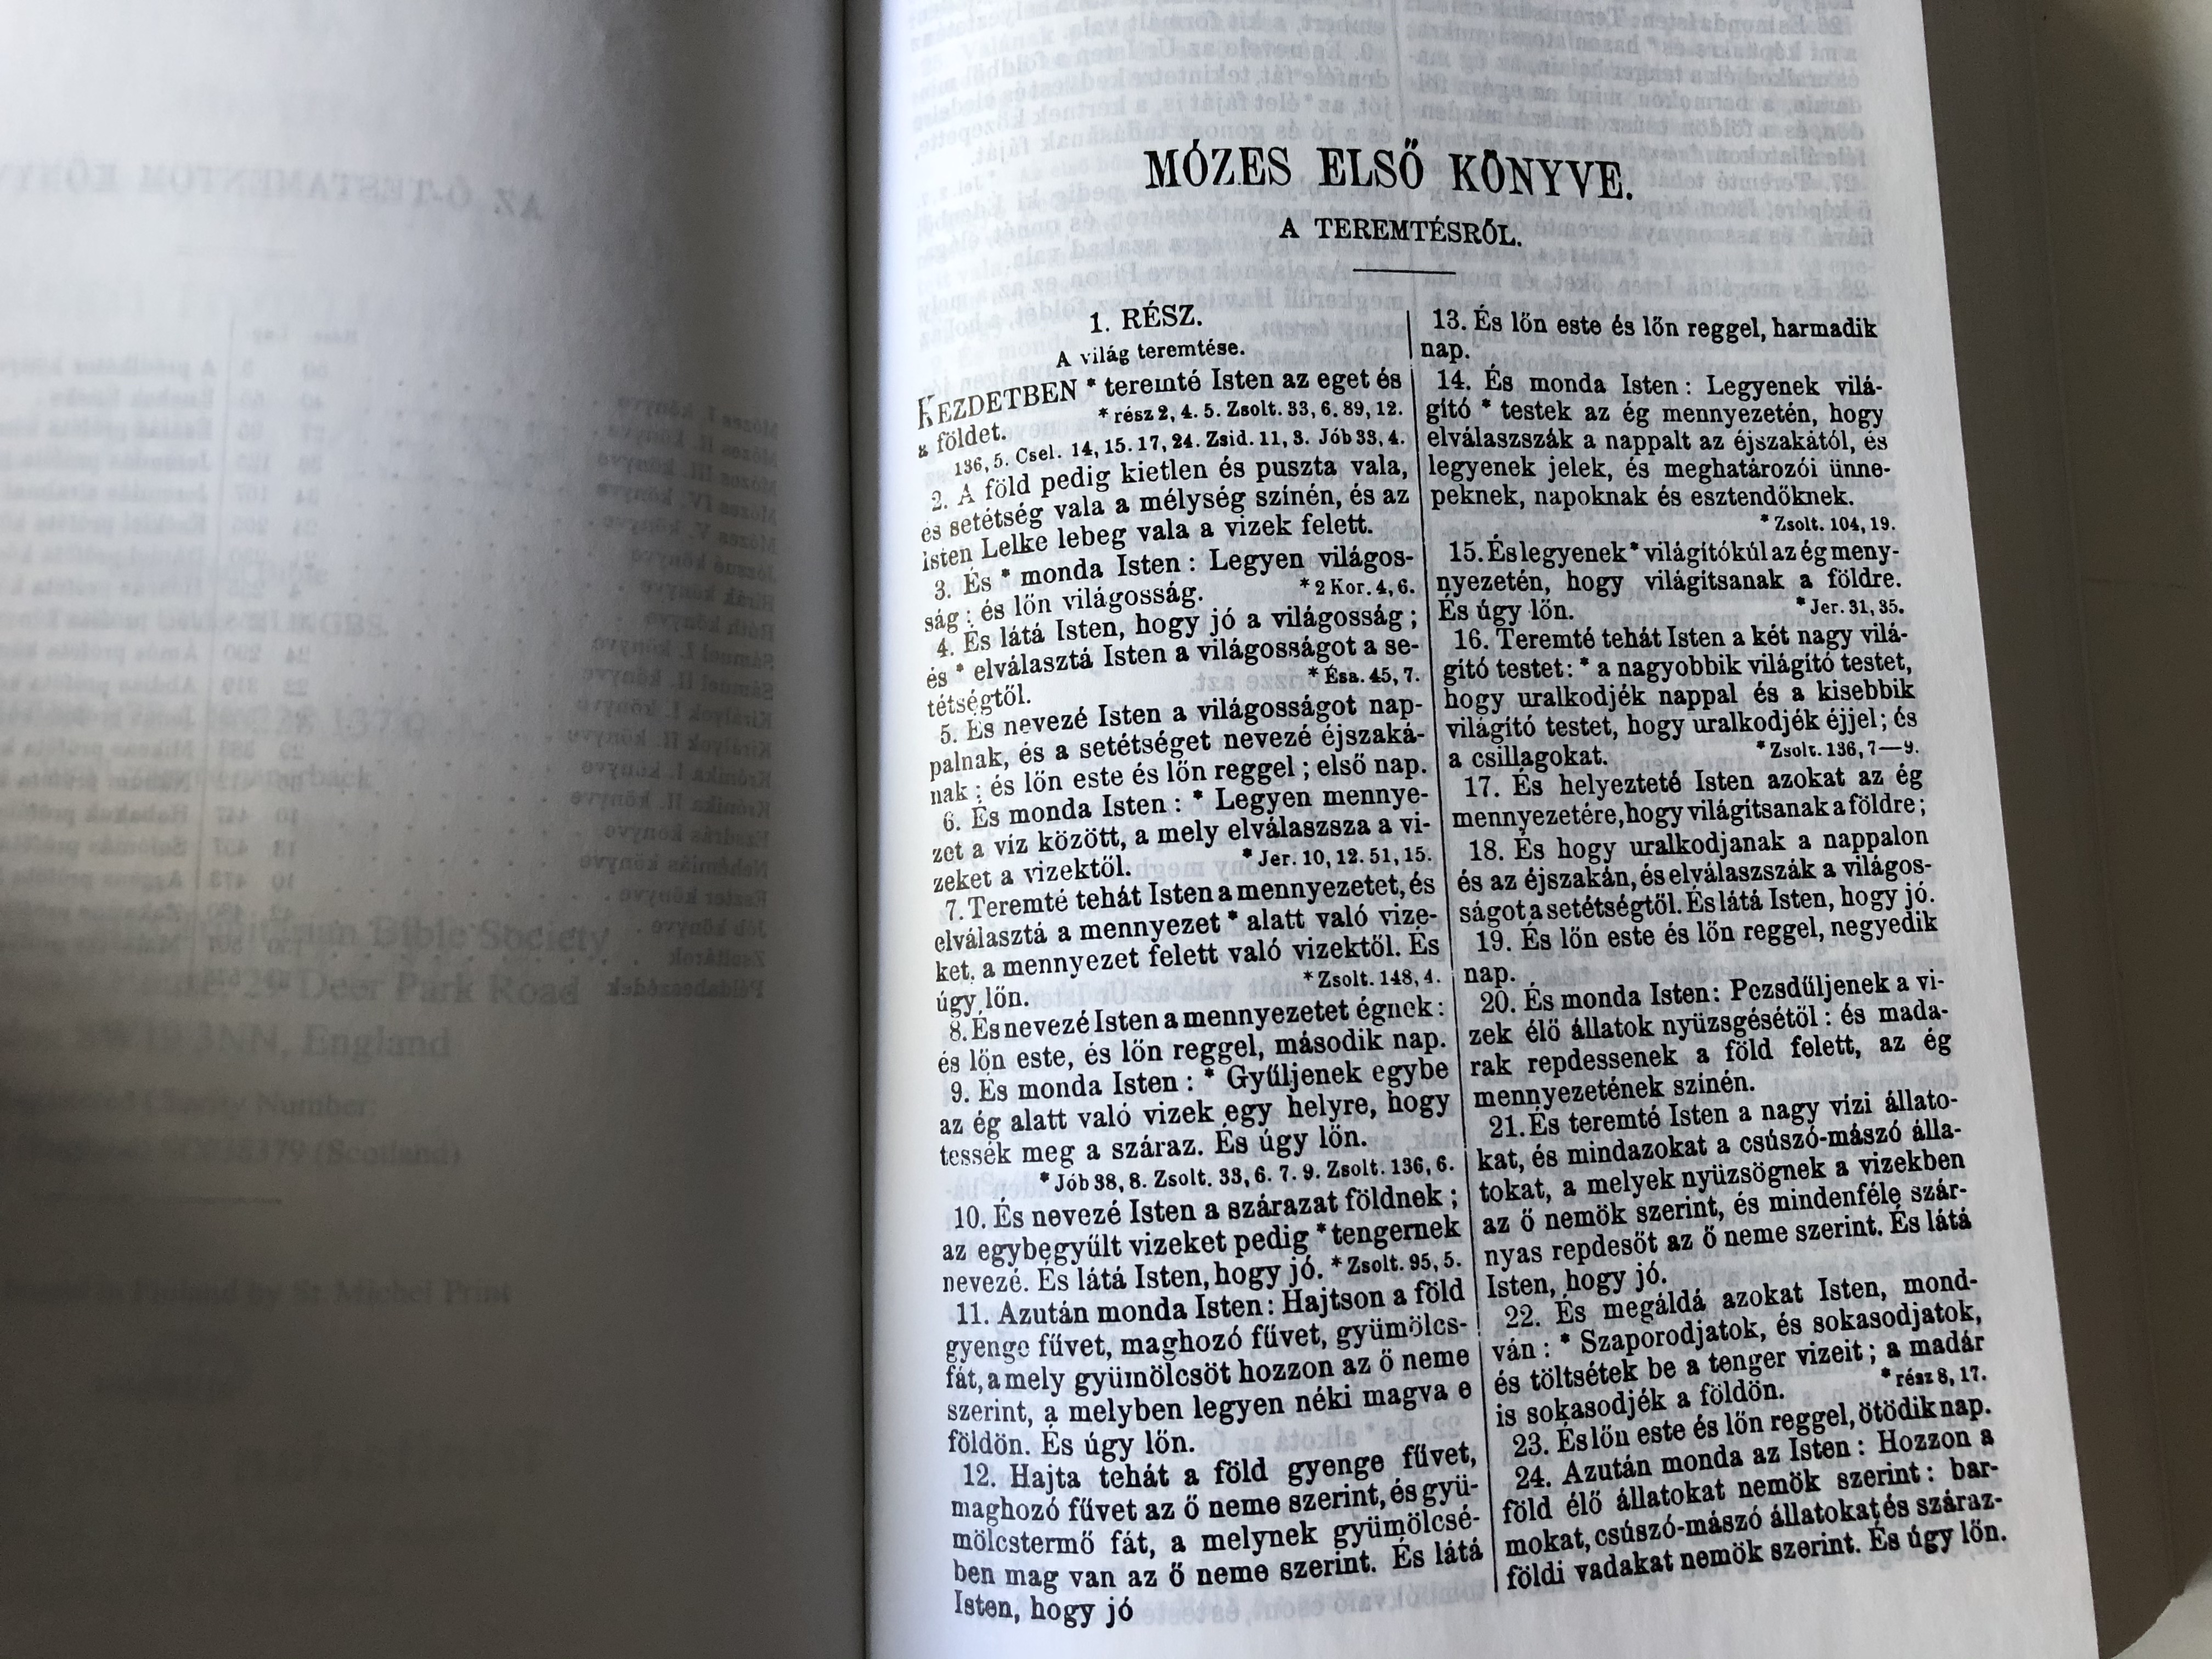 MÓZES ELSŐ KÖNYVE.
A TEREMTÉSRŐL.
1. RÉSZ.
A világ teremtése.
KEZDETBEN * teremté Isten az eget és
a földet.
* rész 2, 4. 5. Zsolt. 33, 6. 89, 12.
136, 5. Csel. 14, 15. 17, 24. Zsid. 11, 3. Jób 33, 4.
2. A föld pedig kietlen és puszta vala,
és setétség vala a mélység színén, és az
Isten Lelke lebeg vala a vizek felett.
3. És * monda Isten : Legyen világos-
ság : és lőn világosság. * 2 Kor. 4, 6.
4. És látá Isten, hogy jó a világosság ;
és * elválasztá Isten a világosságot a se-
tétségtől. * Ésa. 45, 7.
5. És nevezé Isten a világosságot nap-
palnak, és a setétséget nevezé éjszaká-
nak : és lőn este és lőn reggel ; első nap.
6. És monda Isten : * Legyen mennye-
zet a víz között, a mely elválaszsza a vi-
zeket a vizektől. * Jer. 10, 12. 51, 15.
7. Teremté tehát Isten a mennyezetet, és
elválasztá a mennyezet * alatt való vize-
ket, a mennyezet felett való vizektől. És
úgy lőn. * Zsolt. 148, 4.
8. És nevezé Isten a mennyezetet égnek :
és lőn este, és lőn reggel, második nap.
9. És monda Isten : * Gyűljenek egybe
az ég alatt való vizek egy helyre, hogy
tessék meg a száraz. És úgy lőn.
* Jób 38, 8. Zsolt. 33, 6. 7. 9. Zsolt. 136, 6.
10. És nevezé Isten a szárazat földnek ;
az egybegyűlt vizeket pedig * tengernek
nevezé. És látá Isten, hogy jó. * Zsolt. 95, 5.
11. Azután monda Isten : Hajtson a föld
gyenge fűvet, maghozó fűvet, gyümölcs-
fát, a mely gyümölcsöt hozzon az ő neme
szerint, a melyben legyen néki magva e
földön. És úgy lőn.
12. Hajta tehát a föld gyenge fűvet,
maghozó fűvet az ő neme szerint, és gyü-
mölcstermő fát, a melynek gyümölcsé-
ben mag van az ő neme szerint. És látá
Isten, hogy jó
13. És lőn este és lőn reggel, harmadik
nap.
14. És monda Isten : Legyenek vilá-
gító * testek az ég mennyezetén, hogy
elválaszszák a nappalt az éjszakától, és
legyenek jelek, és meghatározói ünne-
peknek, napoknak és esztendőknek.
* Zsolt. 104, 19.
15. És legyenek * világítókúl az ég meny-
nyezetén, hogy világítsanak a földre.
És úgy lőn. * Jer. 31, 35.
16. Teremté tehát Isten a két nagy vilá-
gító testet : * a nagyobbik világító testet,
hogy uralkodjék nappal és a kisebbik
világító testet, hogy uralkodjék éjjel ; és
a csillagokat. * Zsolt. 136, 7—9.
17. És helyezteté Isten azokat az ég
mennyezetére, hogy világítsanak a földre ;
18. És hogy uralkodjanak a nappalon
és az éjszakán, és elválaszszák a világos-
ságot a setétségtől. És látá Isten, hogy jó.
19. És lőn este és lőn reggel, negyedik
nap.
20. És monda Isten : Pezsdűljenek a vi-
zek élő állatok nyüzsgésétől : és mada-
rak repdessenek a föld felett, az ég
mennyezetének színén.
21. És teremté Isten a nagy vízi állato-
kat, és mindazokat a csúszó-mászó álla-
tokat, a melyek nyüzsögnek a vizekben
az ő nemök szerint, és mindenféle szár-
nyas repdesőt az ő neme szerint. És látá
Isten, hogy jó.
22. És megáldá azokat Isten, mond-
ván : * Szaporodjatok, és sokasodjatok,
és töltsétek be a tenger vizeit ; a madár
is sokasodjék a földön. * rész 8, 17.
23. És lőn este és lőn reggel, ötödik nap.
24. Azután monda az Isten : Hozzon a
föld élő állatokat nemök szerint : bar-
mokat, csúszó-mászó állatokat és száraz-
földi vadakat nemök szerint. És úgy lőn.